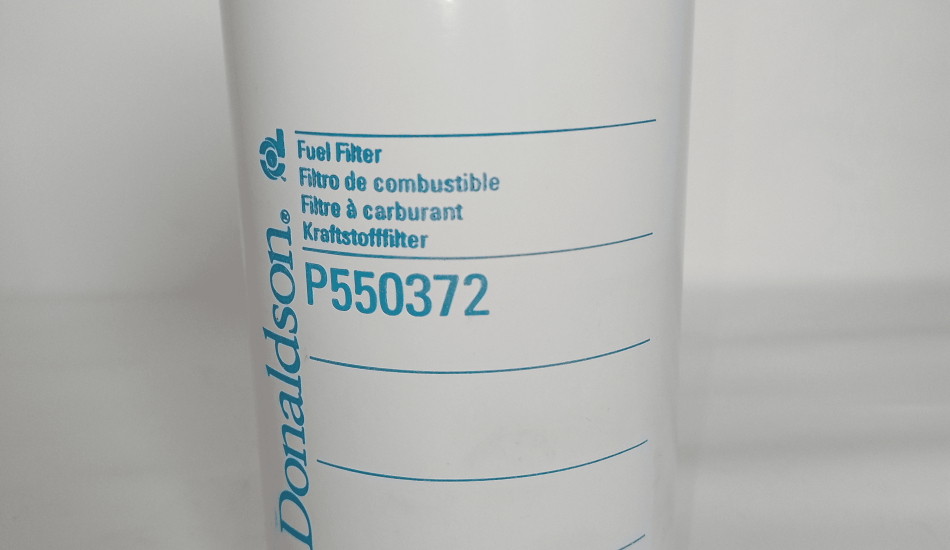 Fuel Filter
Filtro de combustible
Filtre à carburant
Kraftstofffilter
P550372
Donaldson®